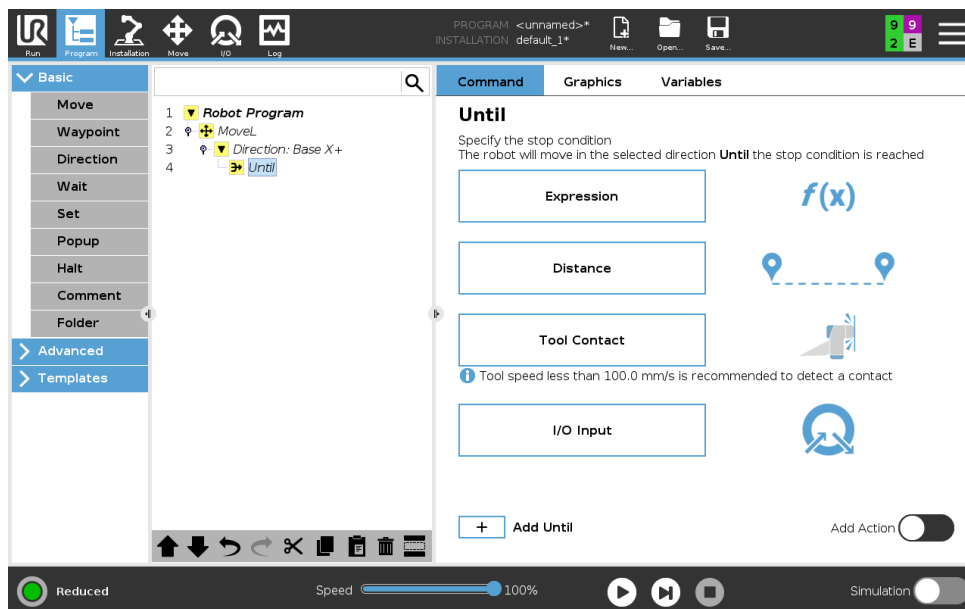 PROGRAM <unnamed>*
INSTALLATION default_1*
UR
Run
Program
Installation
Move
I/O
Log
New...
Open...
Save...
9 9
2 E
Basic
Move
Waypoint
Direction
Wait
Set
Popup
Halt
Comment
Folder
Advanced
Templates
1 Robot Program
2 MoveL
3 Direction: Base X+
4 Until
Command Graphics Variables
Until
Specify the stop condition
The robot will move in the selected direction Until the stop condition is reached
Expression
f(x)
Distance
Tool Contact
Tool speed less than 100.0 mm/s is recommended to detect a contact
I/O Input
+ Add Until
Add Action
Reduced
Speed
100%
Simulation